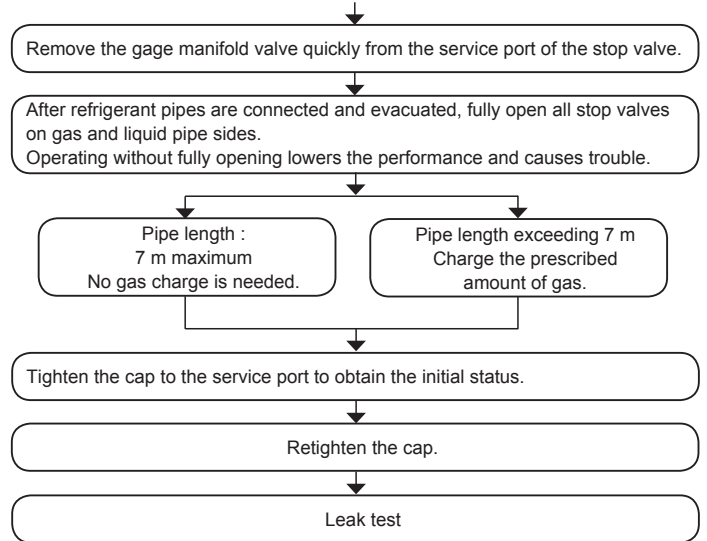 Remove the gage manifold valve quickly from the service port of the stop valve.
After refrigerant pipes are connected and evacuated, fully open all stop valves
on gas and liquid pipe sides.
Operating without fully opening lowers the performance and causes trouble.
Pipe length :
7 m maximum
No gas charge is needed.
Pipe length exceeding 7 m
Charge the prescribed
amount of gas.
Tighten the cap to the service port to obtain the initial status.
Retighten the cap.
Leak test